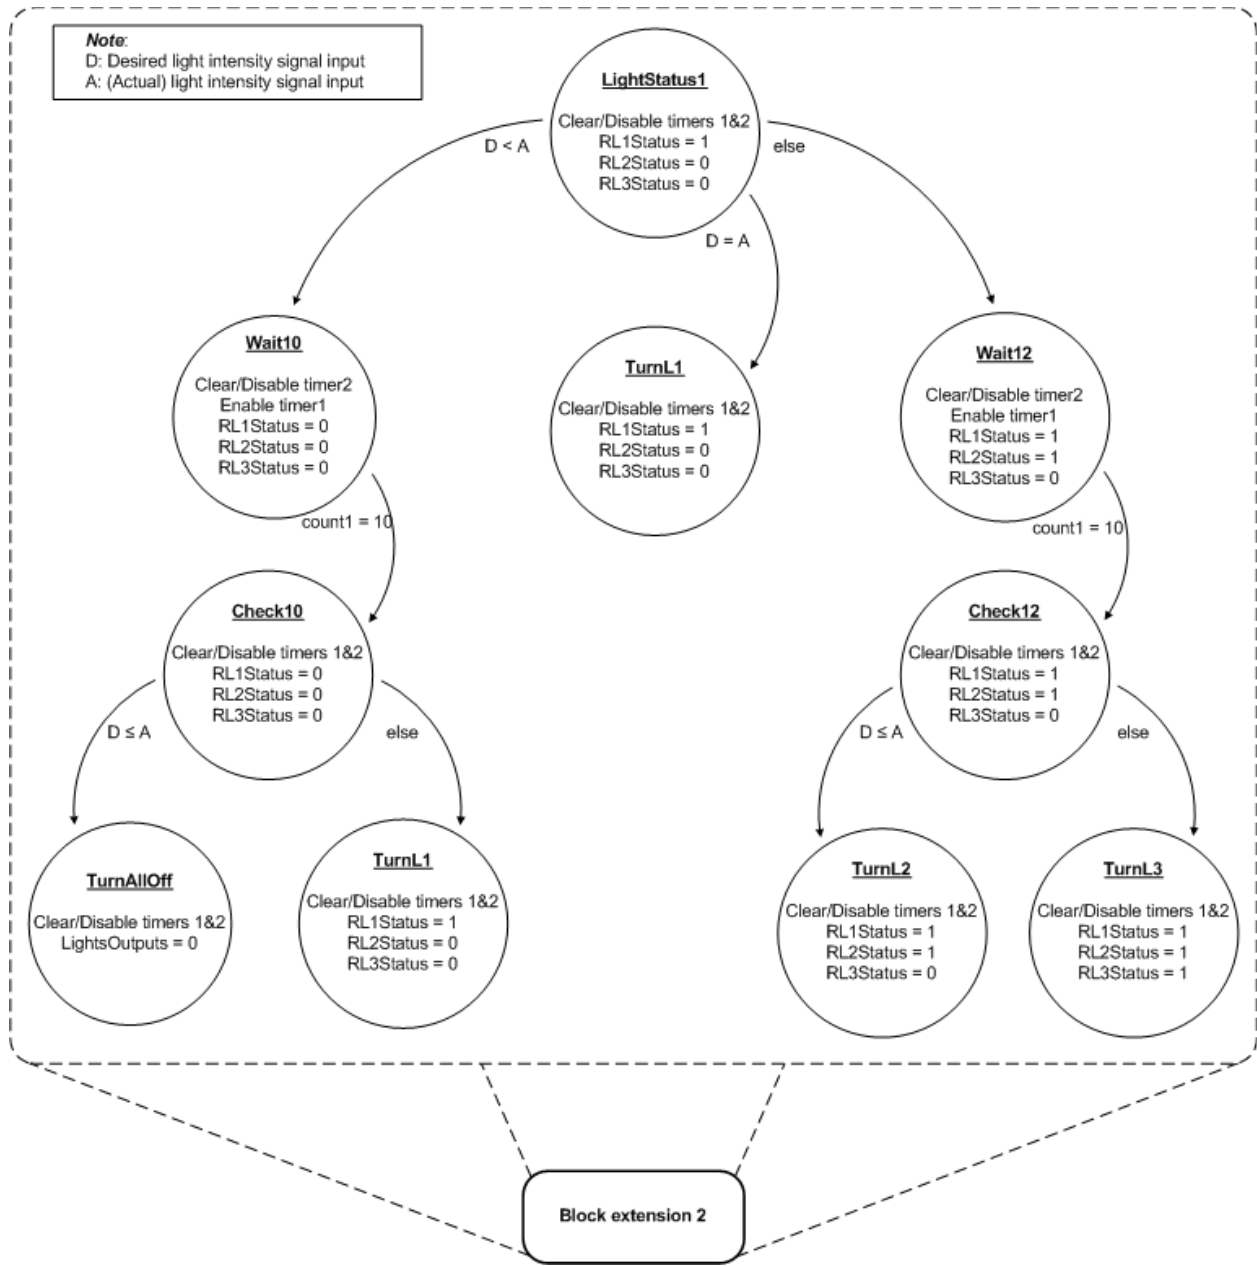 Note:
D: Desired light intensity signal input
A: (Actual) light intensity signal input
LightStatus1
Clear/Disable timers 1&2
RL1Status = 1
RL2Status = 0
RL3Status = 0
D < A
else
D = A
Wait10
Clear/Disable timer2
Enable timer1
RL1Status = 0
RL2Status = 0
RL3Status = 0
count1 = 10
TurnL1
Clear/Disable timers 1&2
RL1Status = 1
RL2Status = 0
RL3Status = 0
Wait12
Clear/Disable timer2
Enable timer1
RL1Status = 1
RL2Status = 1
RL3Status = 0
count1 = 10
Check10
Clear/Disable timers 1&2
RL1Status = 0
RL2Status = 0
RL3Status = 0
D ≤ A
else
Check12
Clear/Disable timers 1&2
RL1Status = 1
RL2Status = 1
RL3Status = 0
D ≤ A
else
TurnAllOff
Clear/Disable timers 1&2
LightsOutputs = 0
TurnL1
Clear/Disable timers 1&2
RL1Status = 1
RL2Status = 0
RL3Status = 0
TurnL2
Clear/Disable timers 1&2
RL1Status = 1
RL2Status = 1
RL3Status = 0
TurnL3
Clear/Disable timers 1&2
RL1Status = 1
RL2Status = 1
RL3Status = 1
Block extension 2